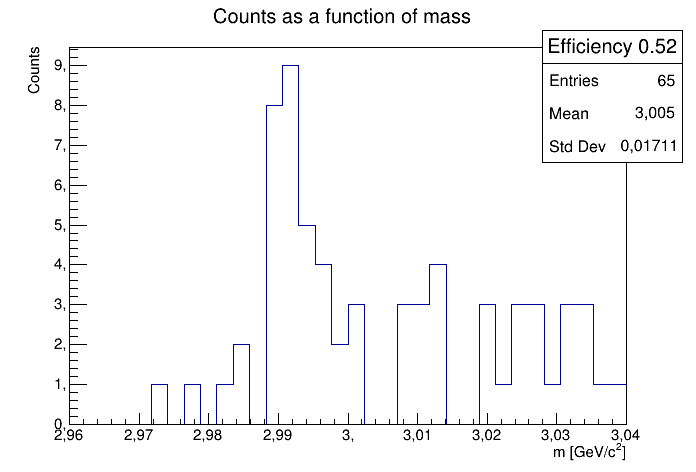 Counts as a function of mass
Efficiency 0.52
Entries 65
Mean 3,005
Std Dev 0,01711
Counts
9,
8,
7,
6,
5,
4,
3,
2,
1,
0,
2,96 2,97 2,98 2,99 3, 3,01 3,02 3,03 3,04
m [GeV/c²]